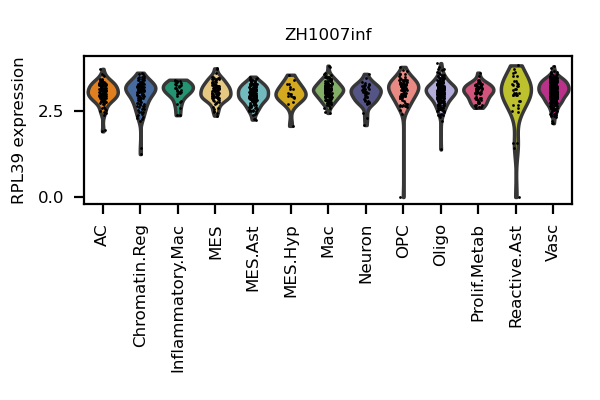 ZH1007inf
RPL39 expression
2.5
0.0
AC
Chromatin.Reg
Inflammatory.Mac
MES
MES.Ast
MES.Hyp
Mac
Neuron
OPC
Oligo
Prolif.Metab
Reactive.Ast
Vasc